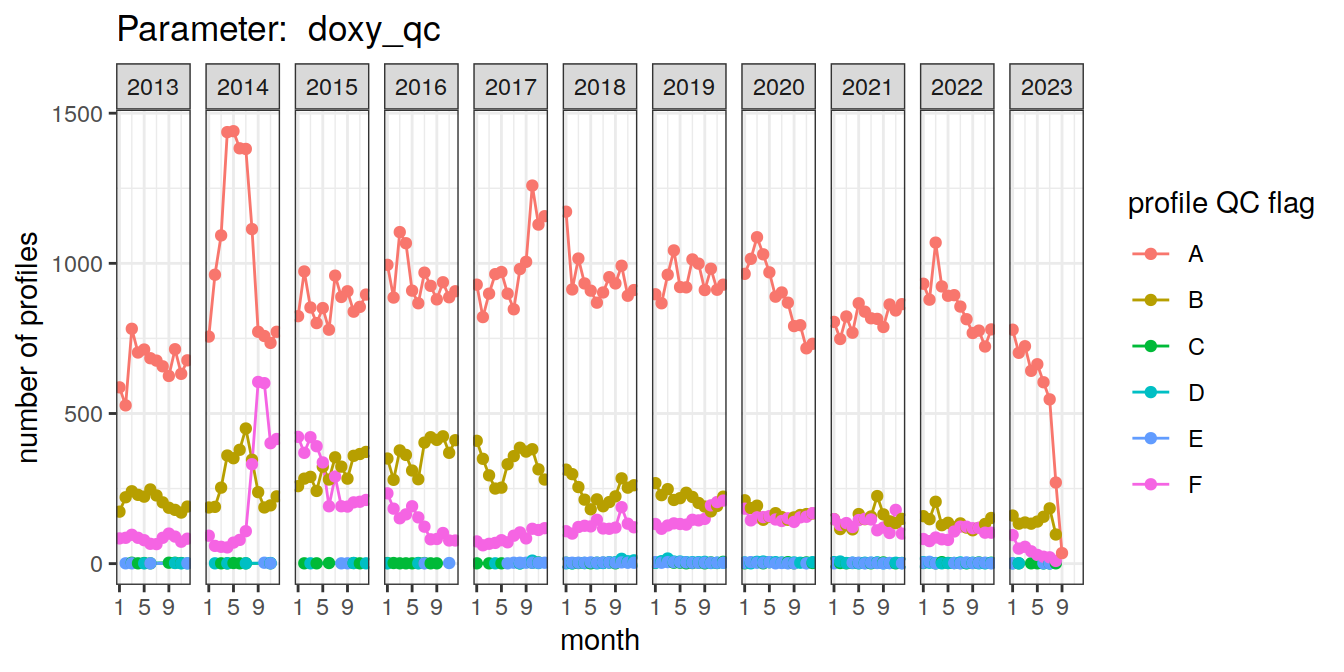 Parameter:  doxy_qc
2013 2014 2015 2016 2017 2018 2019 2020 2021 2022 2023
1500
1000
500
0
number of profiles
1 5 9 1 5 9 1 5 9 1 5 9 1 5 9 1 5 9 1 5 9 1 5 9 1 5 9 1 5 9 1 5 9
month
profile QC flag
A
B
C
D
E
F